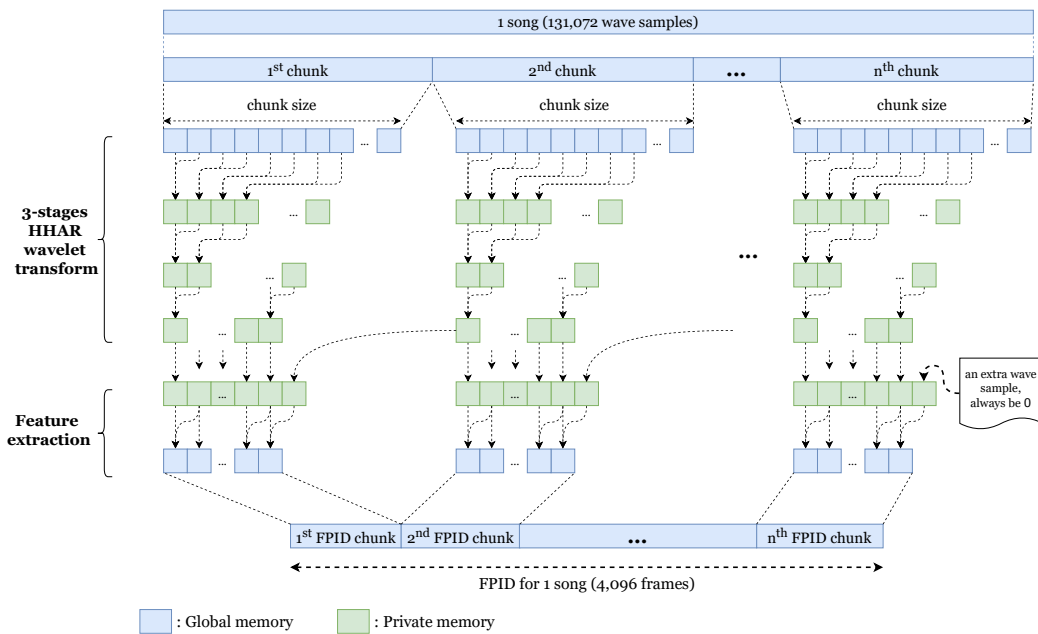 1 song (131,072 wave samples)
1st chunk
2nd chunk
...
nth chunk
chunk size
chunk size
chunk size
...
...
...
3-stages
HHAR
wavelet
transform
...
...
...
...
...
...
...
...
...
...
Feature
extraction
...
...
...
an extra wave
sample,
always be 0
...
...
...
1st FPID chunk
2nd FPID chunk
...
nth FPID chunk
FPID for 1 song (4,096 frames)
: Global memory
: Private memory